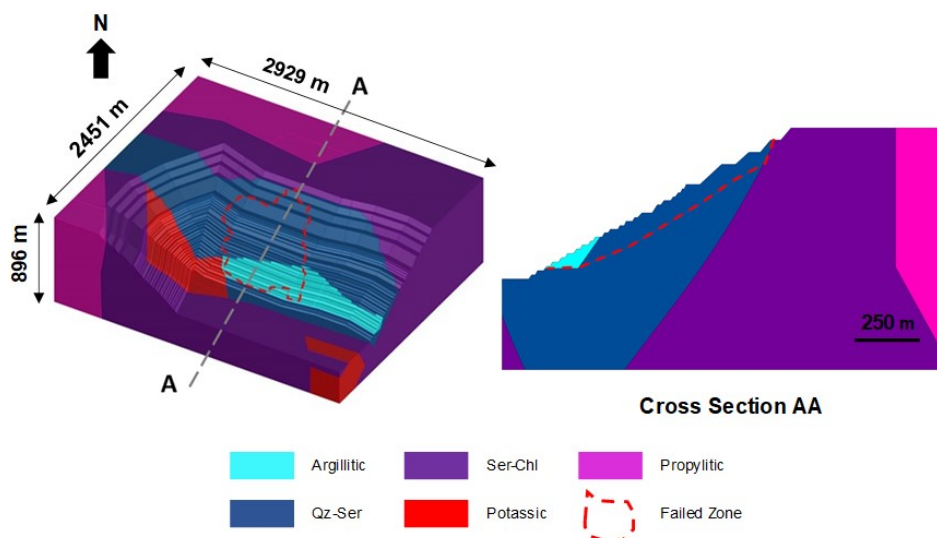 N
2929 m
A
2451 m
896 m
A
250 m
Cross Section AA
Argillitic
Ser-Chl
Propylitic
Qz-Ser
Potassic
Failed Zone